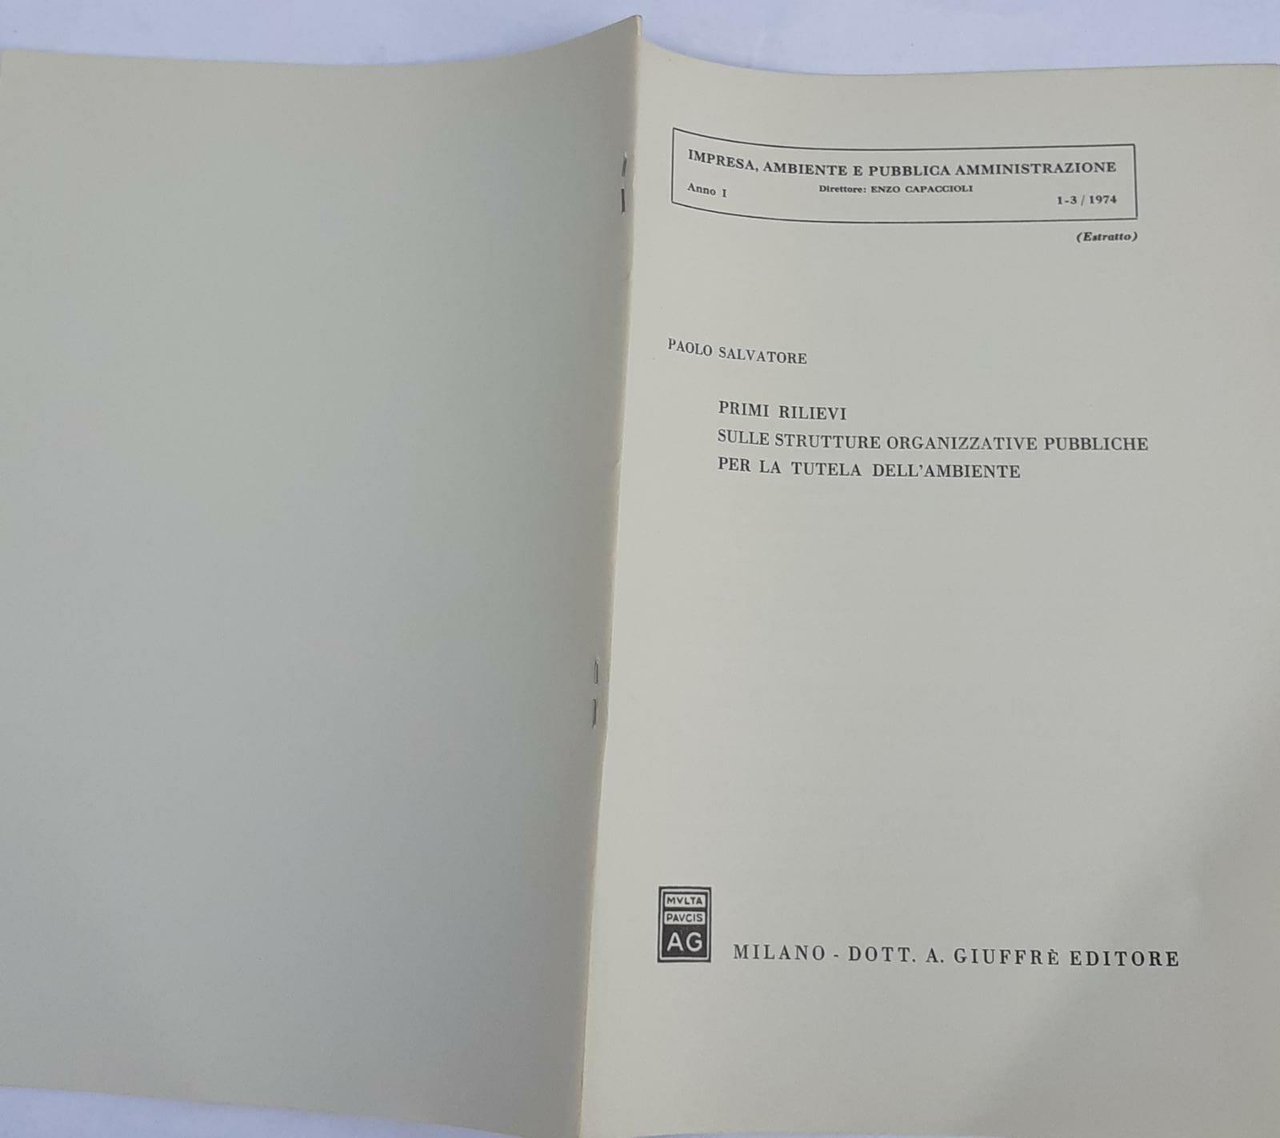 IMPRESA, AMBIENTE E PUBBLICA AMMINISTRAZIONE
Anno I
Direttore: ENZO CAPACCIOLI
1-3 / 1974
(Estratto)
PAOLO SALVATORE
PRIMI RILIEVI
SULLE STRUTTURE ORGANIZZATIVE PUBBLICHE
PER LA TUTELA DELL'AMBIENTE
MVLTA
PAVCIS
AG
MILANO - DOTT. A. GIUFFRÈ EDITORE